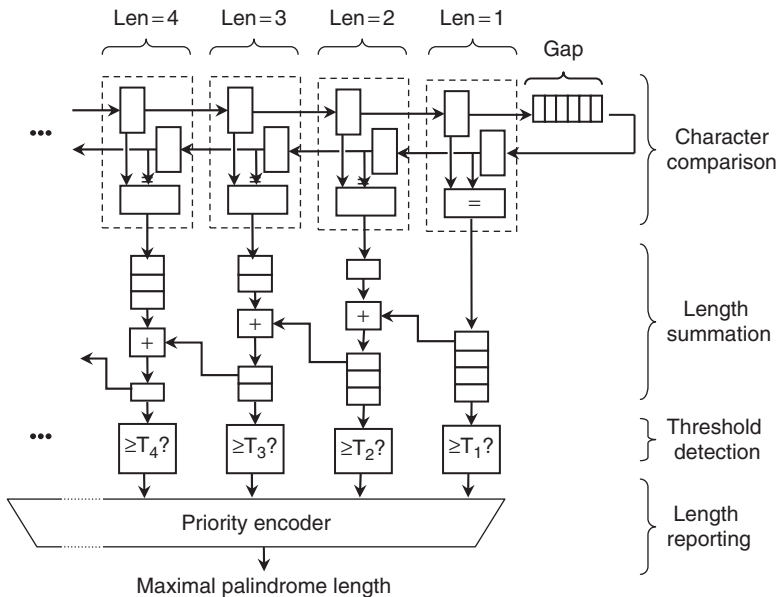 Len=4
Len=3
Len=2
Len=1
Gap
•••
Character
comparison
=
=
=
=
+
+
+
Length
summation
•••
≥T4?
≥T3?
≥T2?
≥T1?
Threshold
detection
Priority encoder
Length
reporting
Maximal palindrome length